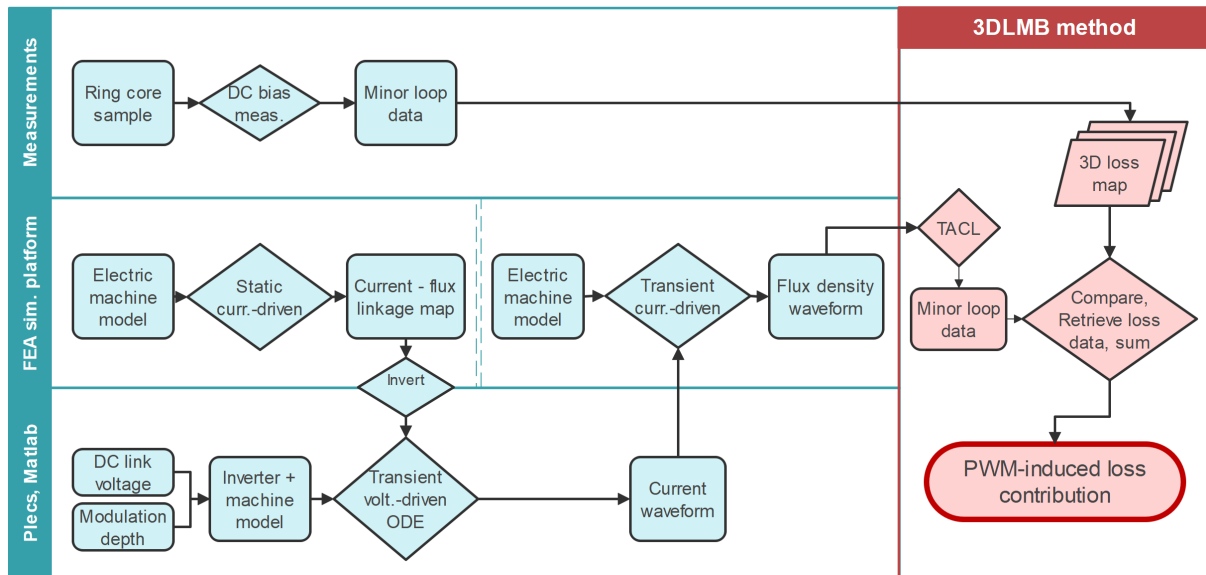 3DLMB method
Measurements
Ring core
sample
DC bias
meas.
Minor loop
data
3D loss
map
FEA sim. platform
Electric
machine
model
Static
curr.-driven
Current - flux
linkage map
Electric
machine
model
Transient
curr.-driven
Flux density
waveform
TACL
Minor loop
data
Compare,
Retrieve loss
data, sum
Invert
Plecs, Matlab
DC link
voltage
Modulation
depth
Inverter +
machine
model
Transient
volt.-driven
ODE
Current
waveform
PWM-induced loss
contribution